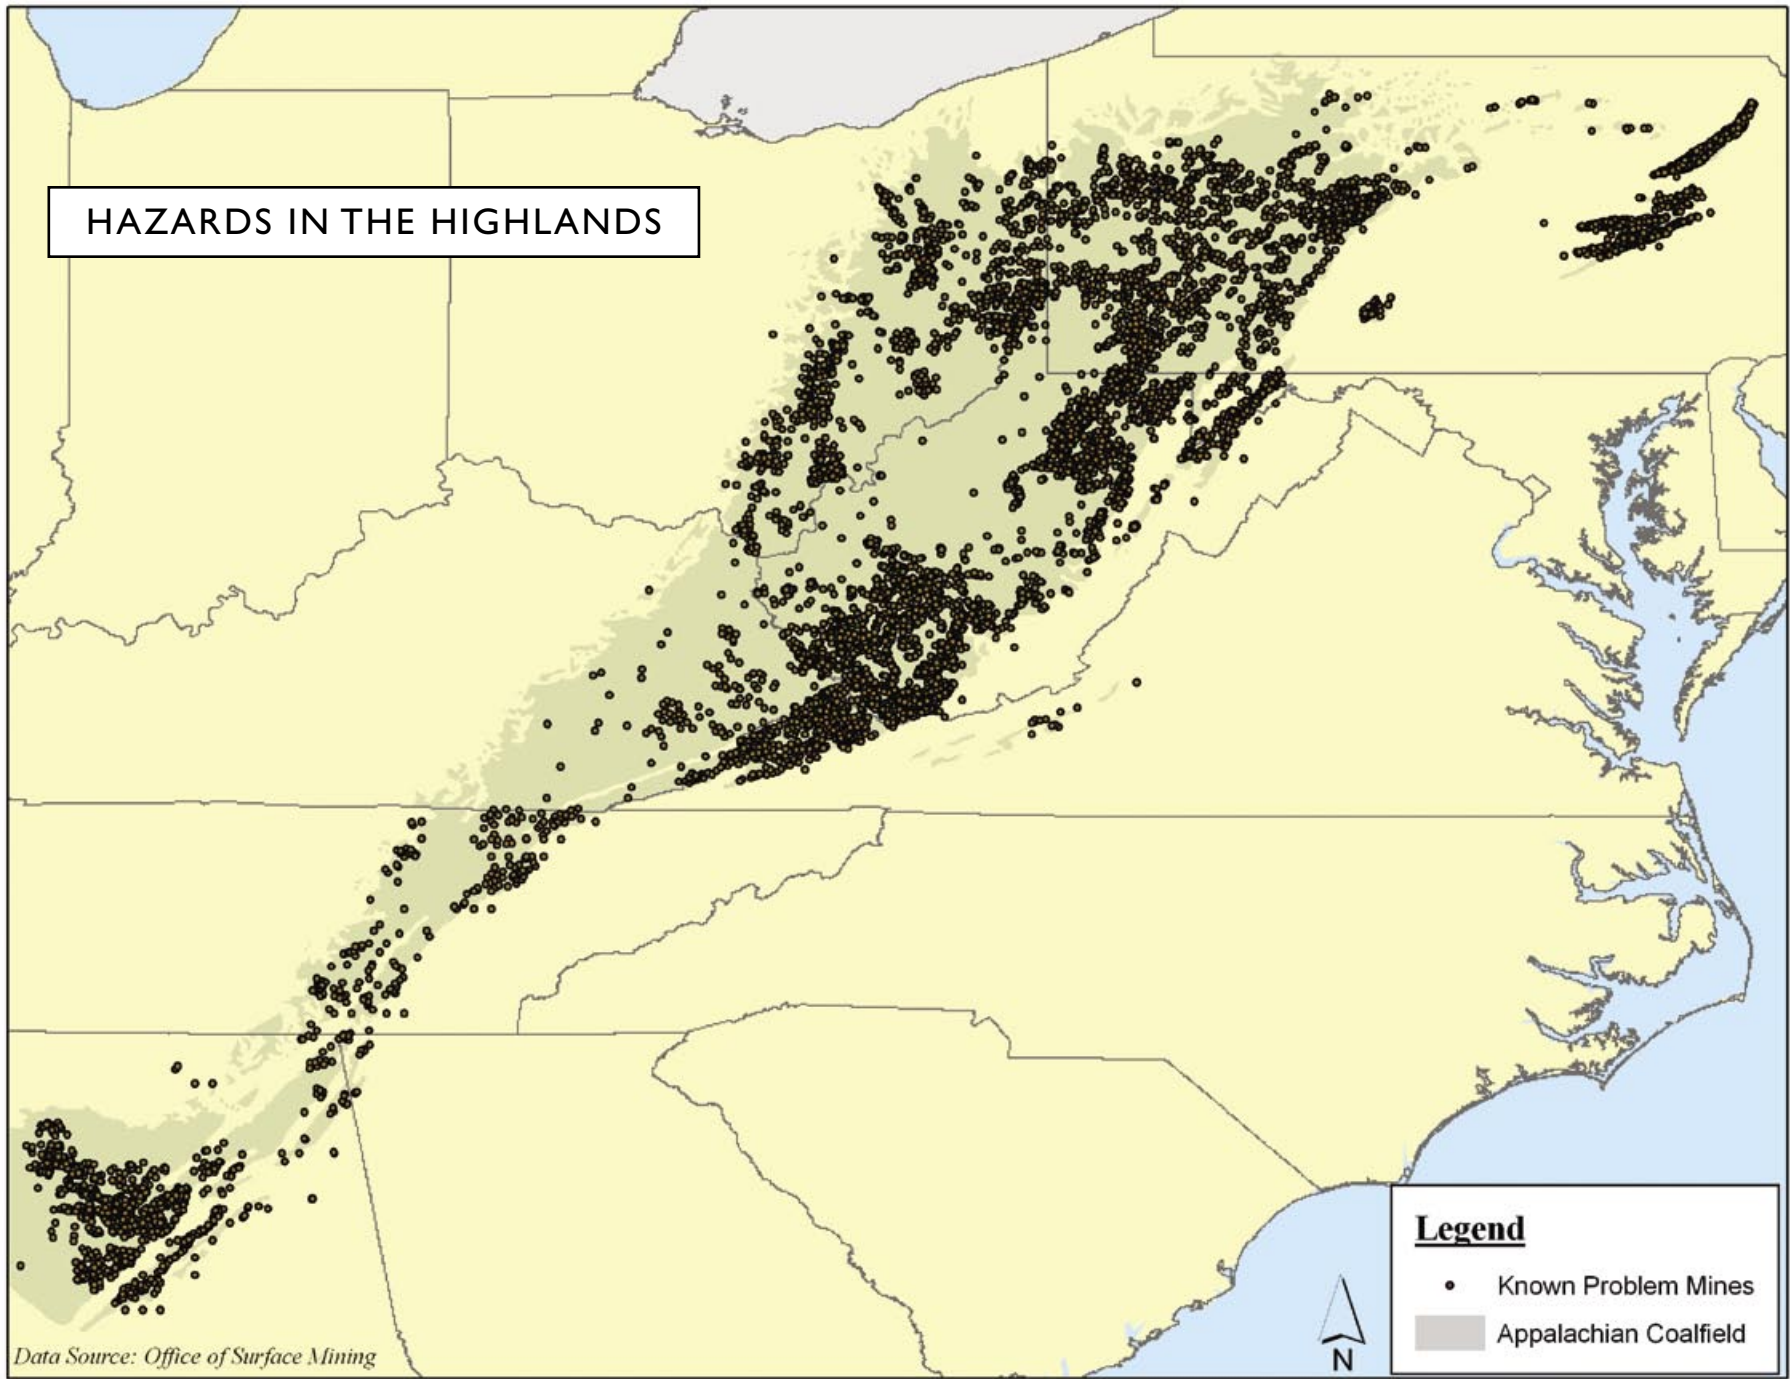 HAZARDS IN THE HIGHLANDS
Legend
Known Problem Mines
Appalachian Coalfield
N
Data Source: Office of Surface Mining